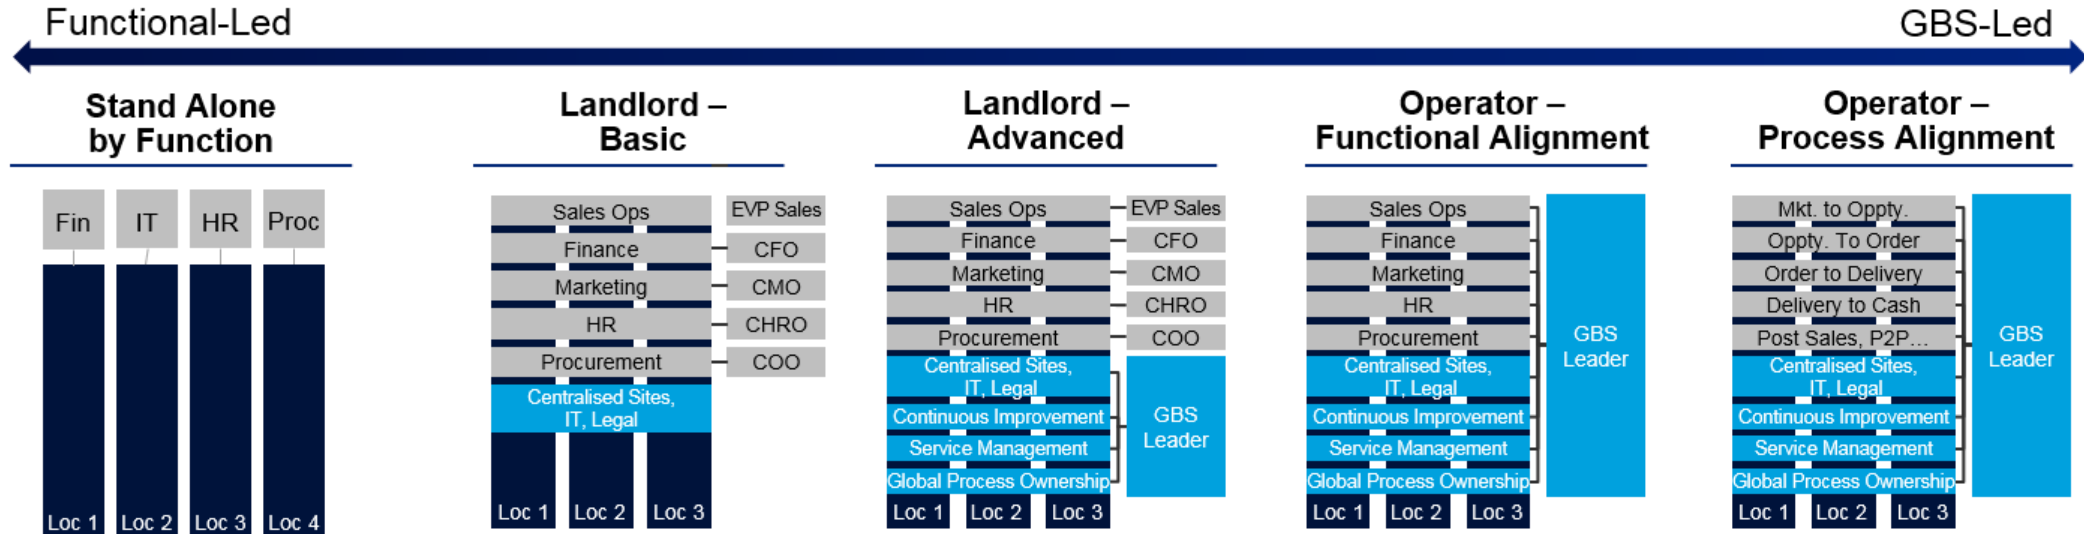 Functional-Led
GBS-Led
Stand Alone
by Function
Fin
IT
HR
Proc
Loc 1
Loc 2
Loc 3
Loc 4
Landlord –
Basic
Sales Ops
EVP Sales
Finance
CFO
Marketing
CMO
HR
CHRO
Procurement
COO
Centralised Sites,
IT, Legal
Loc 1
Loc 2
Loc 3
Landlord –
Advanced
Sales Ops
EVP Sales
Finance
CFO
Marketing
CMO
HR
CHRO
Procurement
COO
Centralised Sites,
IT, Legal
Continuous Improvement
Service Management
Global Process Ownership
GBS
Leader
Loc 1
Loc 2
Loc 3
Operator –
Functional Alignment
Sales Ops
Finance
Marketing
HR
Procurement
Centralised Sites,
IT, Legal
Continuous Improvement
Service Management
Global Process Ownership
GBS
Leader
Loc 1
Loc 2
Loc 3
Operator –
Process Alignment
Mkt. to Oppty.
Oppty. To Order
Order to Delivery
Delivery to Cash
Post Sales, P2P...
Centralised Sites,
IT, Legal
Continuous Improvement
Service Management
Global Process Ownership
GBS
Leader
Loc 1
Loc 2
Loc 3